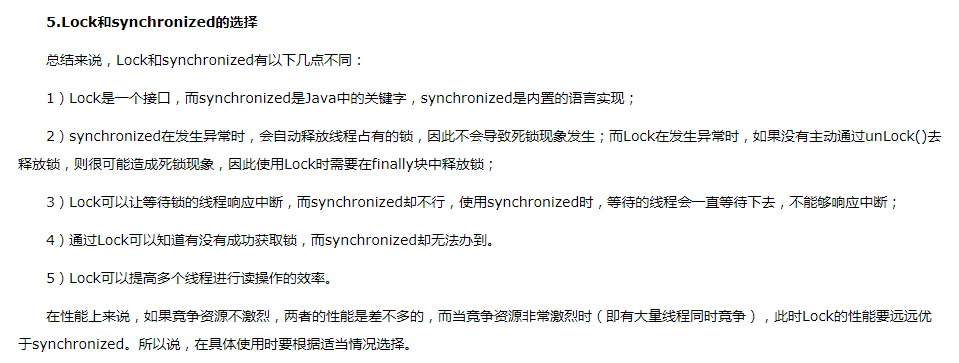 5.Lock和synchronized的选择
总结来说，Lock和synchronized有以下几点不同：
1）Lock是一个接口，而synchronized是Java中的关键字，synchronized是内置的语言实现；
2）synchronized在发生异常时，会自动释放线程占有的锁，因此不会导致死锁现象发生；而Lock在发生异常时，如果没有主动通过unLock()去
释放锁，则很可能造成死锁现象，因此使用Lock时需要在finally块中释放锁；
3）Lock可以让等待锁的线程响应中断，而synchronized却不行，使用synchronized时，等待的线程会一直等待下去，不能够响应中断；
4）通过Lock可以知道有没有成功获取锁，而synchronized却无法办到。
5）Lock可以提高多个线程进行读操作的效率。
在性能上来说，如果竞争资源不激烈，两者的性能是差不多的，而当竞争资源非常激烈时（即有大量线程同时竞争），此时Lock的性能要远远优
于synchronized。所以说，在具体使用时要根据适当情况选择。